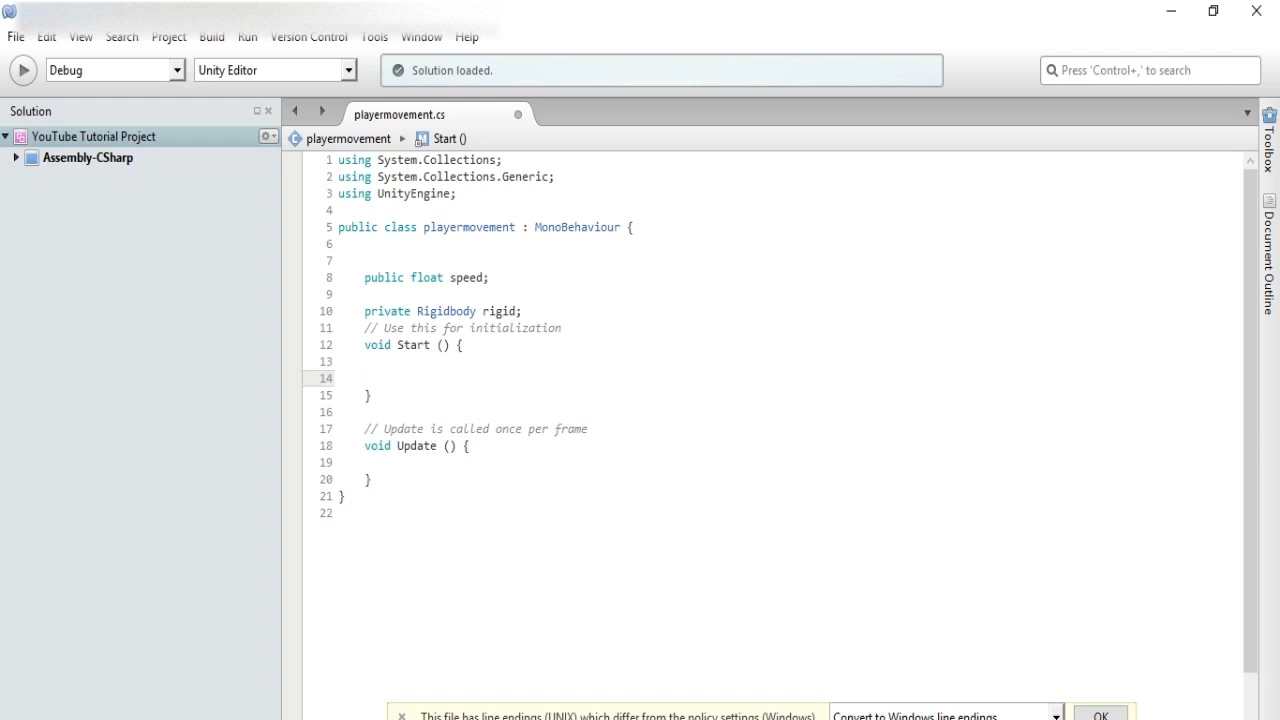 File Edit View Search Project Build Run Version Control Tools Window Help
Debug Unity Editor Solution loaded. Press 'Control+,' to search
Solution playermovement.cs
YouTube Tutorial Project playermovement Start ()
Assembly-CSharp
1 using System.Collections;
2 using System.Collections.Generic;
3 using UnityEngine;
4
5 public class playermovement : MonoBehaviour {
6
7
8 public float speed;
9
10 private Rigidbody rigid;
11 // Use this for initialization
12 void Start () {
13
14
15 }
16
17 // Update is called once per frame
18 void Update () {
19
20 }
21 }
22
Toolbox
Document Outline
This file has line endings (UNIX) which differ from the policy settings (Windows) Convert to Windows line endings OK